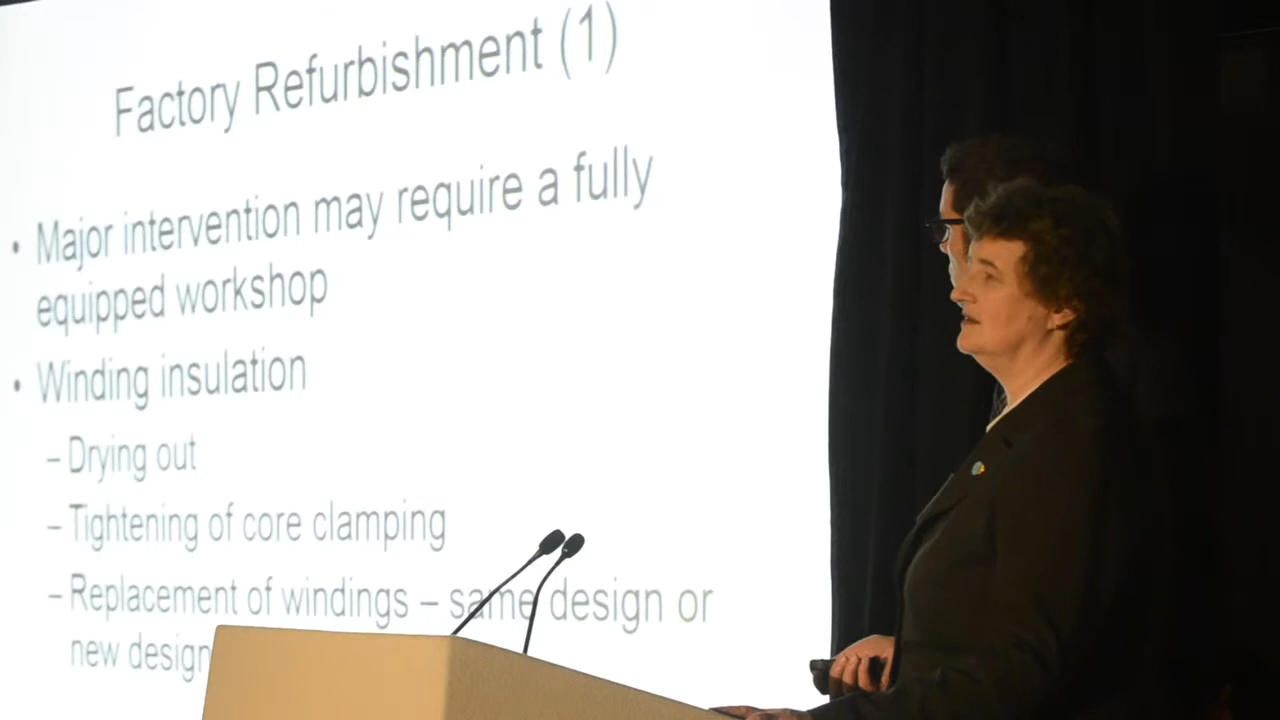 Factory Refurbishment (1)
• Major intervention may require a fully
equipped workshop
• Winding insulation
– Drying out
– Tightening of core clamping
– Replacement of windings – same design or
new design